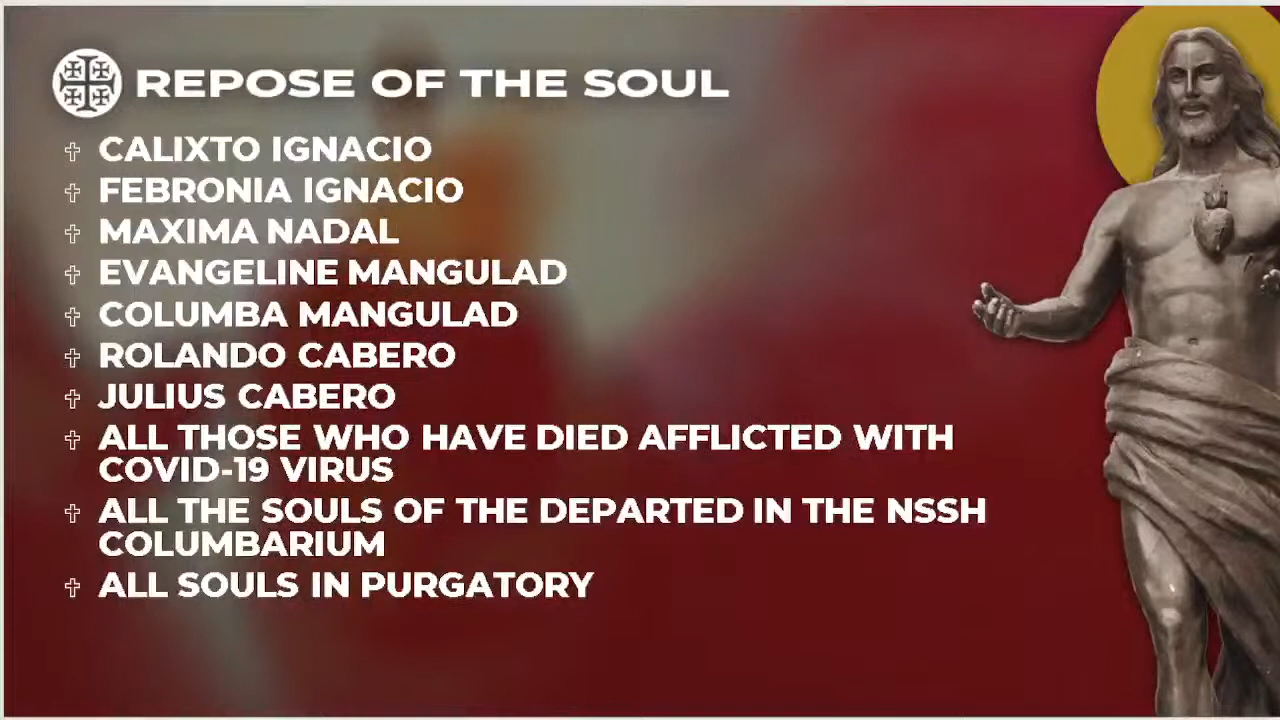 REPOSE OF THE SOUL
CALIXTO IGNACIO
FEBRONIA IGNACIO
MAXIMA NADAL
EVANGELINE MANGULAD
COLUMBA MANGULAD
ROLANDO CABERO
JULIUS CABERO
ALL THOSE WHO HAVE DIED AFFLICTED WITH
COVID-19 VIRUS
ALL THE SOULS OF THE DEPARTED IN THE NSSH
COLUMBARIUM
ALL SOULS IN PURGATORY